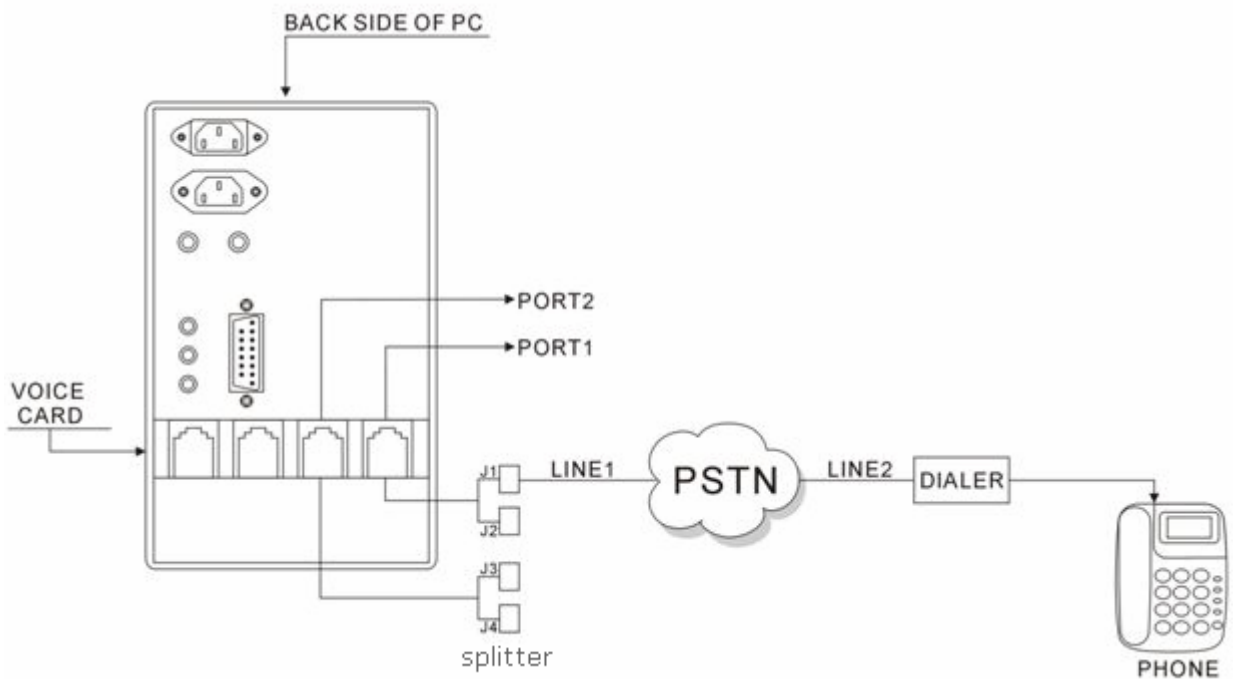 BACK SIDE OF PC
PORT2
PORT1
VOICE
CARD
J1
LINE1
PSTN
LINE2
DIALER
J2
J3
J4
splitter
PHONE